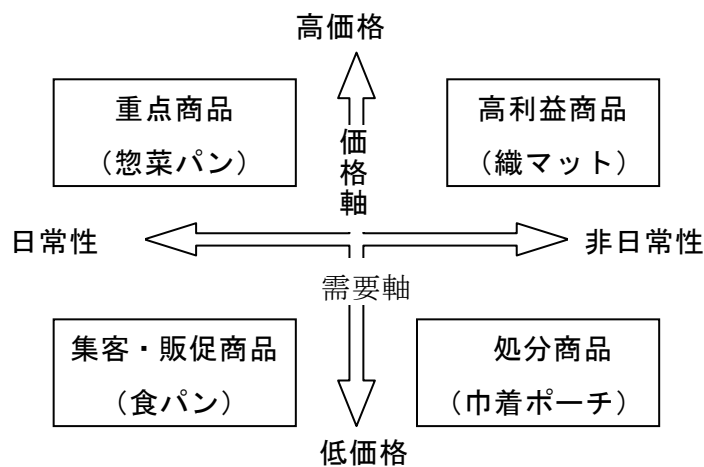 高価格
重点商品
（惣菜パン）
高利益商品
（織マット）
価格軸
日常性
非日常性
需要軸
集客・販促商品
（食パン）
処分商品
（巾着ポーチ）
低価格